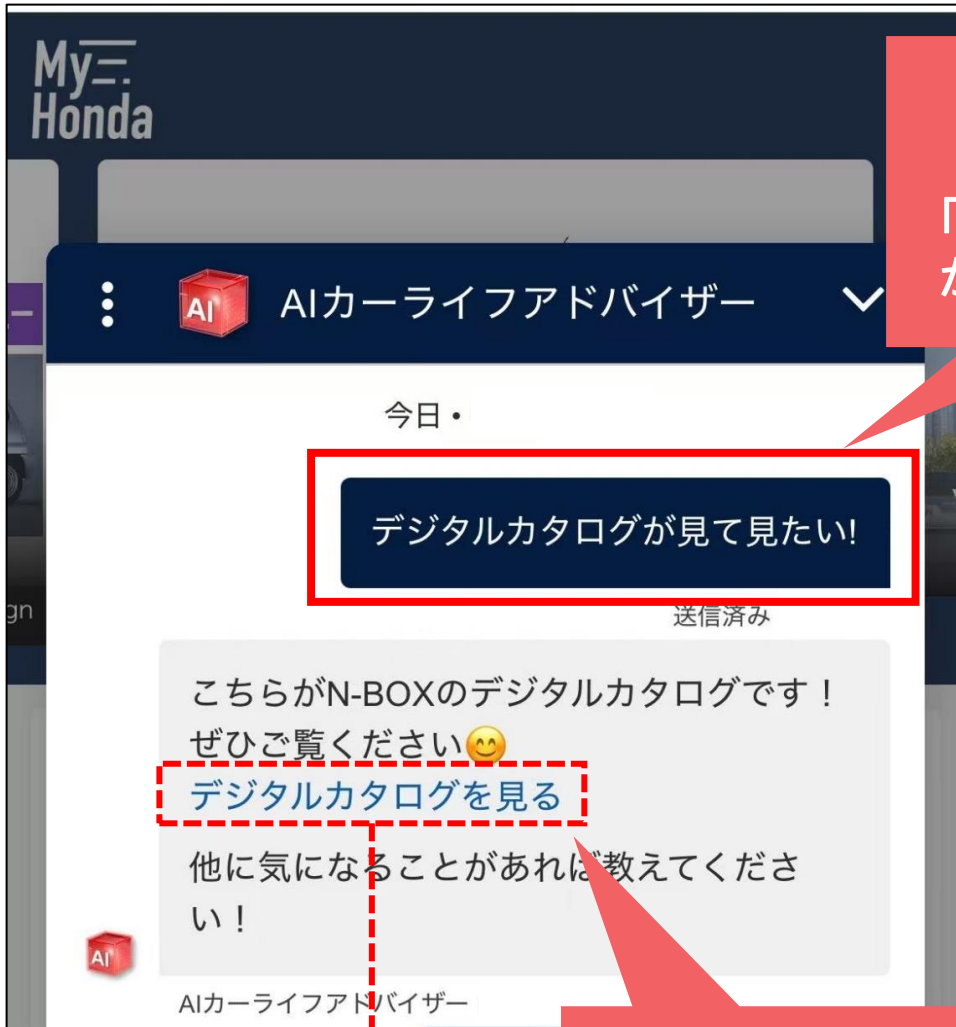 My
Honda
「
か
AI
AIカーライフアドバイザー
ー
今日・
デジタルカタログが見て見たい!
gn
送信済み
こちらがN-BOXのデジタルカタログです！
ぜひご覧ください😊
デジタルカタログを見る
他に気になることがあれば教えてくださ
い！
AI
AIカーライフアドバイザー